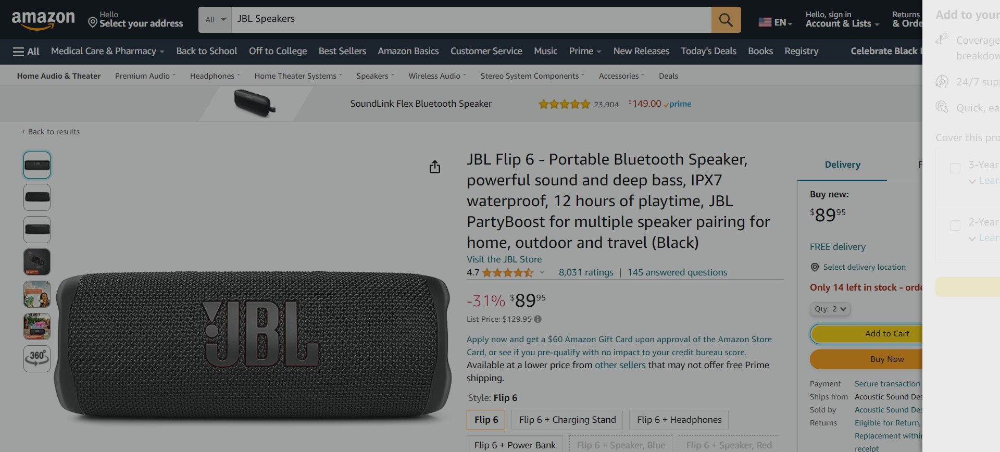 amazon
Hello
Select your address
All
JBL Speakers
EN
Hello, sign in
Account & Lists
Returns
& Orde
All
Medical Care & Pharmacy
Back to School
Off to College
Best Sellers
Amazon Basics
Customer Service
Music
Prime
New Releases
Today's Deals
Books
Registry
Celebrate Black
Home Audio & Theater
Premium Audio
Headphones
Home Theater Systems
Speakers
Wireless Audio
Stereo System Components
Accessories
Deals
SoundLink Flex Bluetooth Speaker
23,904
$149.00 prime
‹ Back to results
JBL Flip 6 - Portable Bluetooth Speaker,
powerful sound and deep bass, IPX7
waterproof, 12 hours of playtime, JBL
PartyBoost for multiple speaker pairing for
home, outdoor and travel (Black)
Visit the JBL Store
4.7
8,031 ratings | 145 answered questions
-31% $89 95
List Price: $129.95
Apply now and get a $60 Amazon Gift Card upon approval of the Amazon Store
Card, or see if you pre-qualify with no impact to your credit bureau score.
Available at a lower price from other sellers that may not offer free Prime
shipping.
Style: Flip 6
Flip 6
Flip 6 + Charging Stand
Flip 6 + Headphones
Flip 6 + Power Bank
Flip 6 + Speaker, Blue
Flip 6 + Speaker, Red
360°
JBL
Delivery
Buy new:
$89 95
FREE delivery
Select delivery location
Only 14 left in stock - orde
Qty: 2
Add to Cart
Buy Now
Payment Secure transaction
Ships from Acoustic Sound Des
Sold by Acoustic Sound Des
Returns Eligible for Return,
Replacement within
receipt
Add to your
Coverage
breakdow
24/7 supp
Quick, ea
Cover this pro
3-Year
Lear
2-Year
Lear